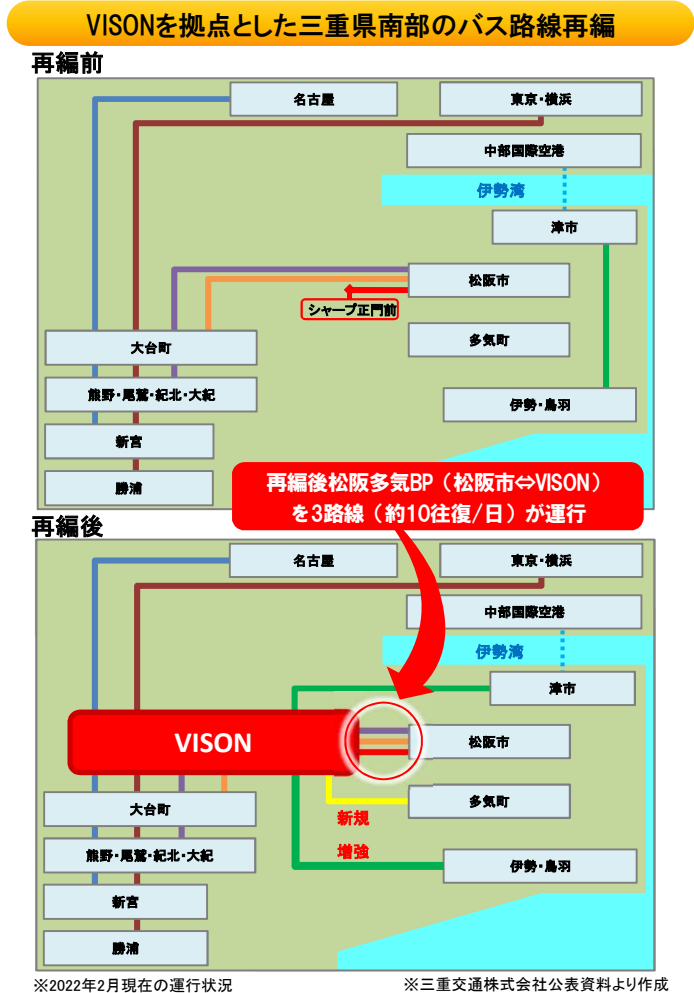 VISONを拠点とした三重県南部のバス路線再編
再編前
名古屋
東京・横浜
中部国際空港
伊勢湾
津市
松阪市
シャープ正門前
多気町
大台町
熊野・尾鷲・紀北・大紀
伊勢・鳥羽
新宮
勝浦
再編後松阪多気BP（松阪市⇔VISON）
を3路線（約10往復/日）が運行
再編後
名古屋
東京・横浜
中部国際空港
伊勢湾
津市
VISON
松阪市
多気町
新規
大台町
増強
熊野・尾鷲・紀北・大紀
伊勢・鳥羽
新宮
勝浦
※2022年2月現在の運行状況
※三重交通株式会社公表資料より作成